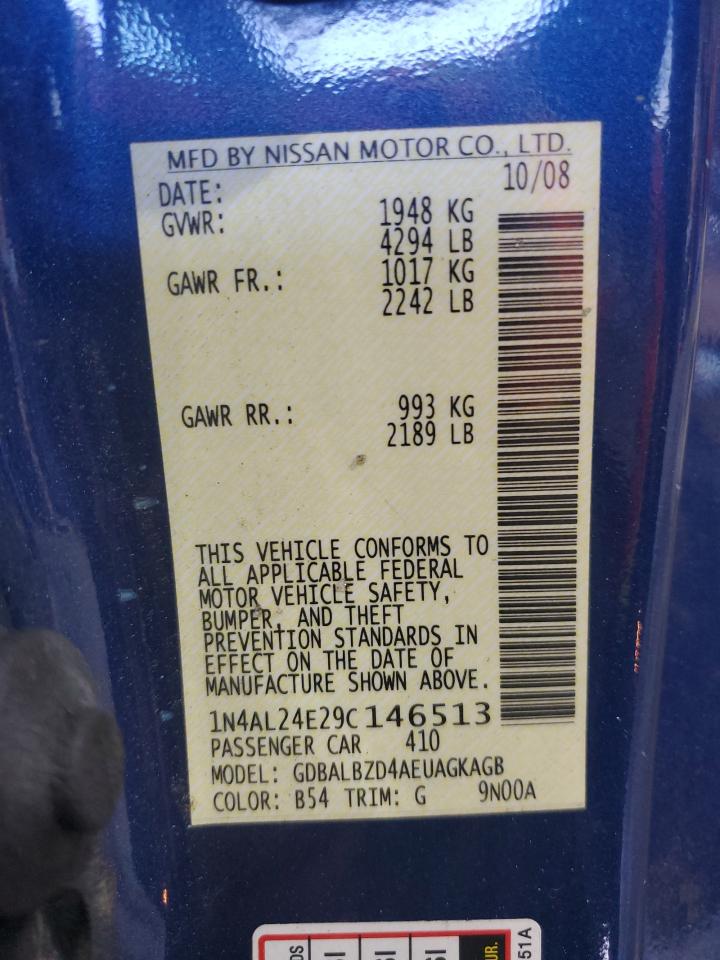 MFD BY NISSAN MOTOR CO., LTD.
DATE: 10/08
GVWR: 1948 KG
4294 LB
GAWR FR.: 1017 KG
2242 LB
GAWR RR.: 993 KG
2189 LB
THIS VEHICLE CONFORMS TO
ALL APPLICABLE FEDERAL
MOTOR VEHICLE SAFETY,
BUMPER, AND THEFT
PREVENTION STANDARDS IN
EFFECT ON THE DATE OF
MANUFACTURE SHOWN ABOVE.
1N4AL24E29C146513
PASSENGER CAR 410
MODEL: GDBALBZD4AEUAGKAGB
COLOR: B54 TRIM: G 9N00A
51A